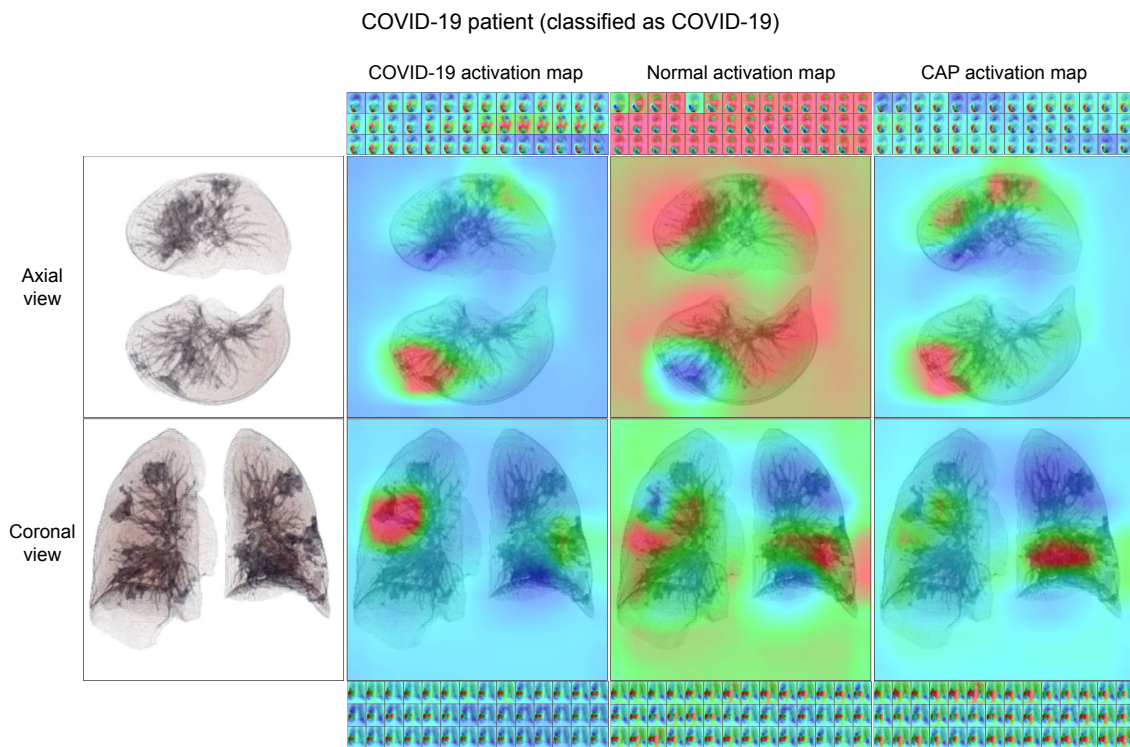 COVID-19 patient (classified as COVID-19)
COVID-19 activation map
Normal activation map
CAP activation map
Axial
view
Coronal
view